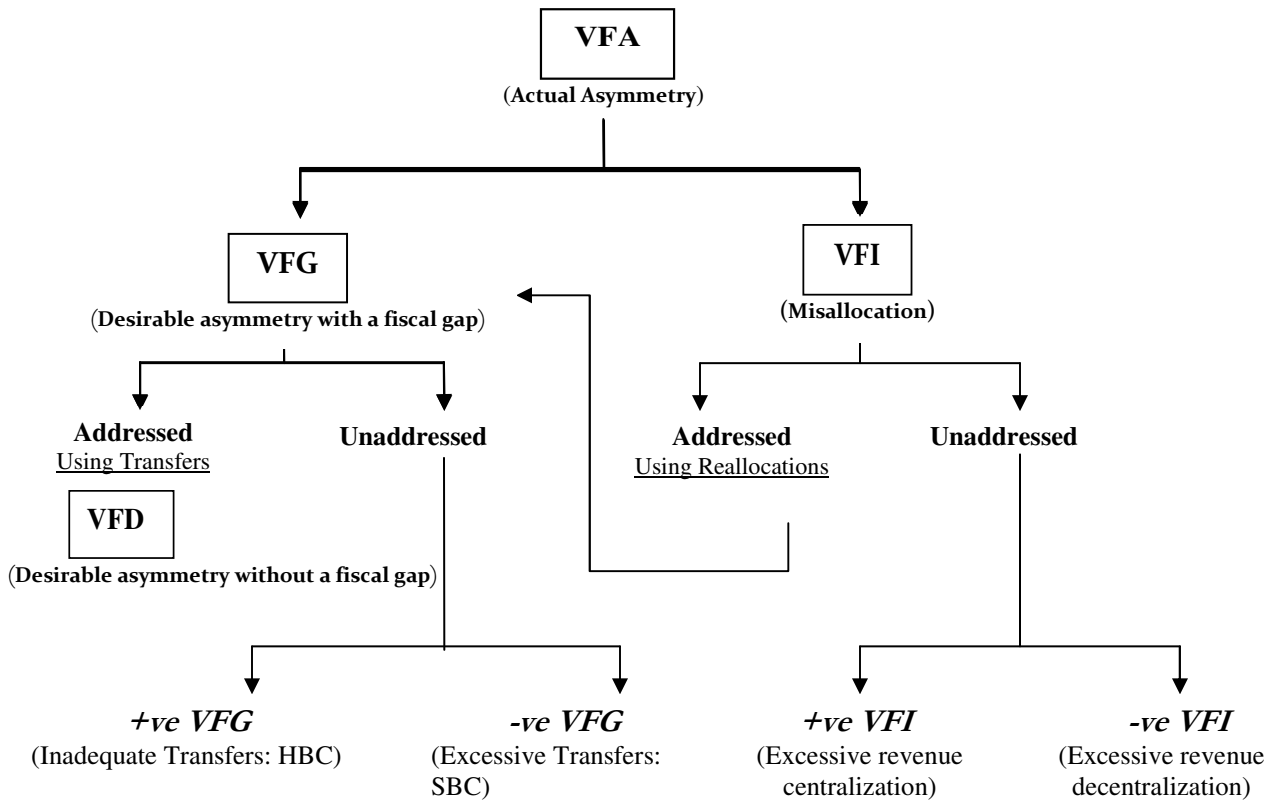 VFA
(Actual Asymmetry)
VFG
(Desirable asymmetry with a fiscal gap)
VFI
(Misallocation)
Addressed
Using Transfers
Unaddressed
Addressed
Using Reallocations
Unaddressed
VFD
(Desirable asymmetry without a fiscal gap)
+ve VFG
(Inadequate Transfers: HBC)
-ve VFG
(Excessive Transfers:
SBC)
+ve VFI
(Excessive revenue
centralization)
-ve VFI
(Excessive revenue
decentralization)